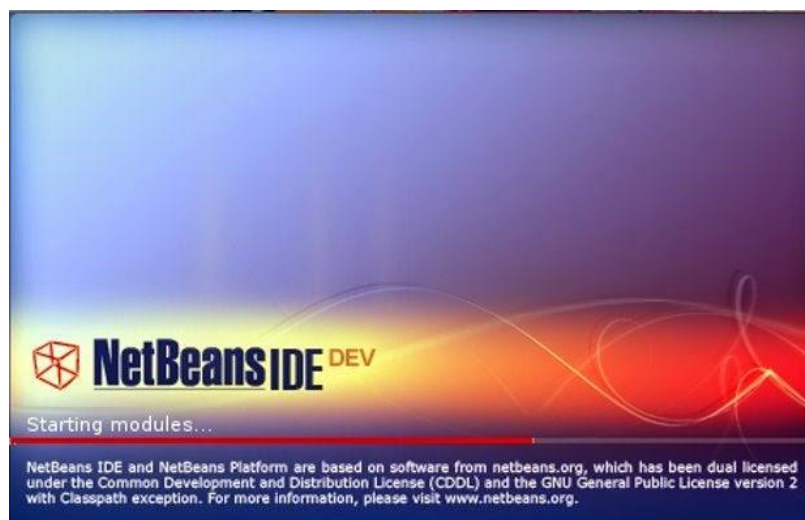 NetBeans IDE DEV
Starting modules...
NetBeans IDE and NetBeans Platform are based on software from netbeans.org, which has been dual licensed
under the Common Development and Distribution License (CDDL) and the GNU General Public License version 2
with Classpath exception. For more information, please visit www.netbeans.org.